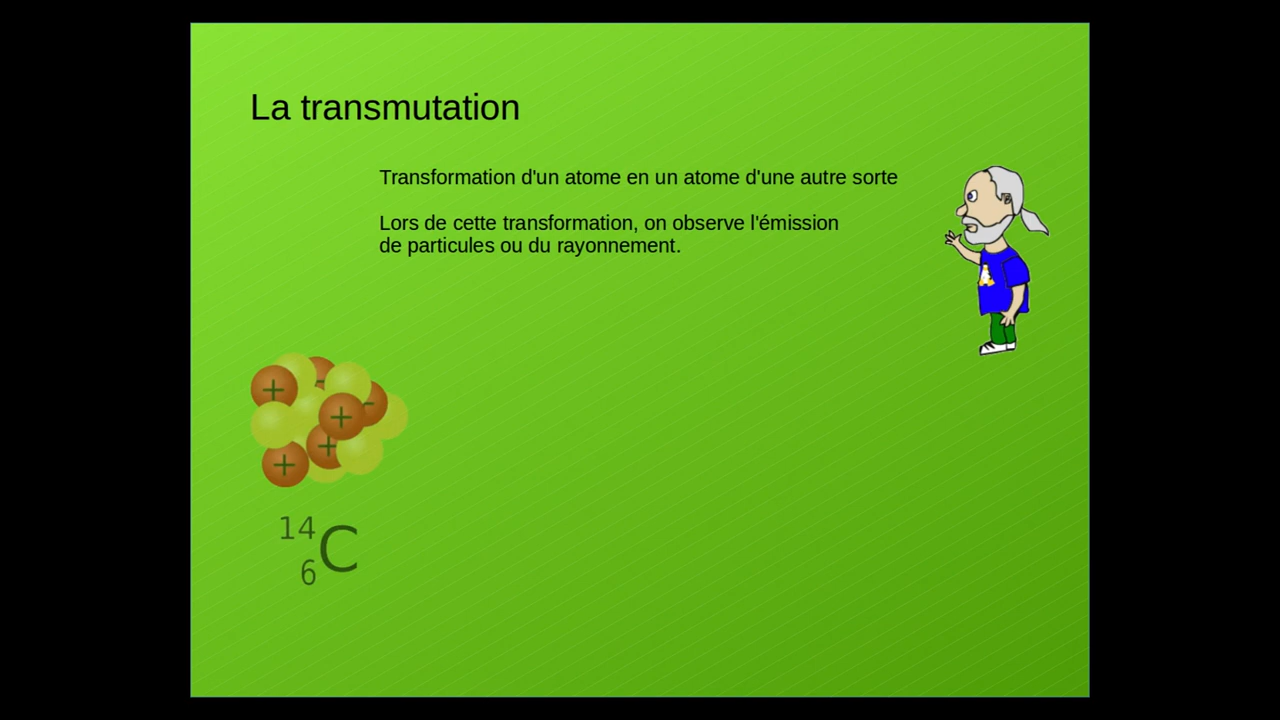 La transmutation
Transformation d'un atome en un atome d'une autre sorte
Lors de cette transformation, on observe l'émission
de particules ou du rayonnement.
+
+
+
+
14
6
C